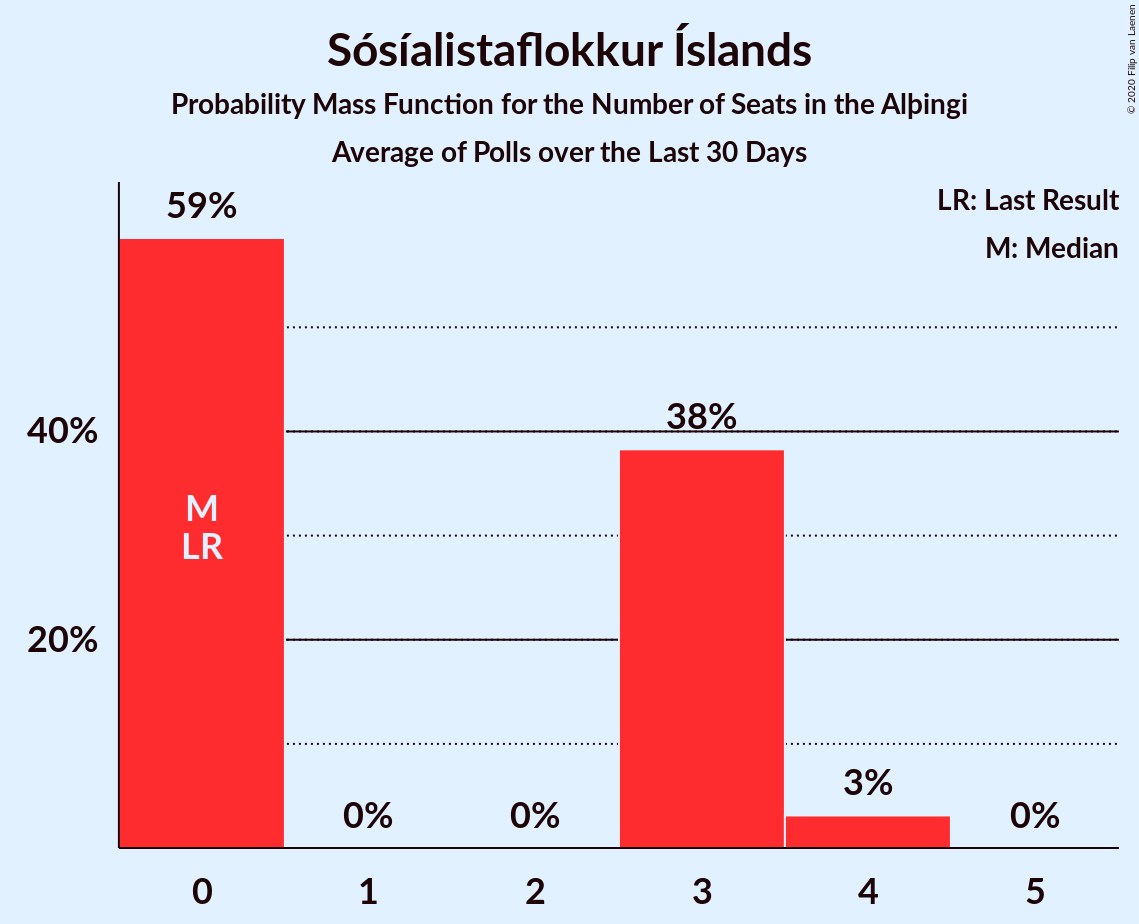 Sósíalistaflokkur Íslands
Probability Mass Function for the Number of Seats in the Alþingi
Average of Polls over the Last 30 Days
© 2020 Filip van Laenen
LR: Last Result
M: Median
59%
38%
40%
M
LR
20%
3%
0%
0%
0%
0
1
2
3
4
5